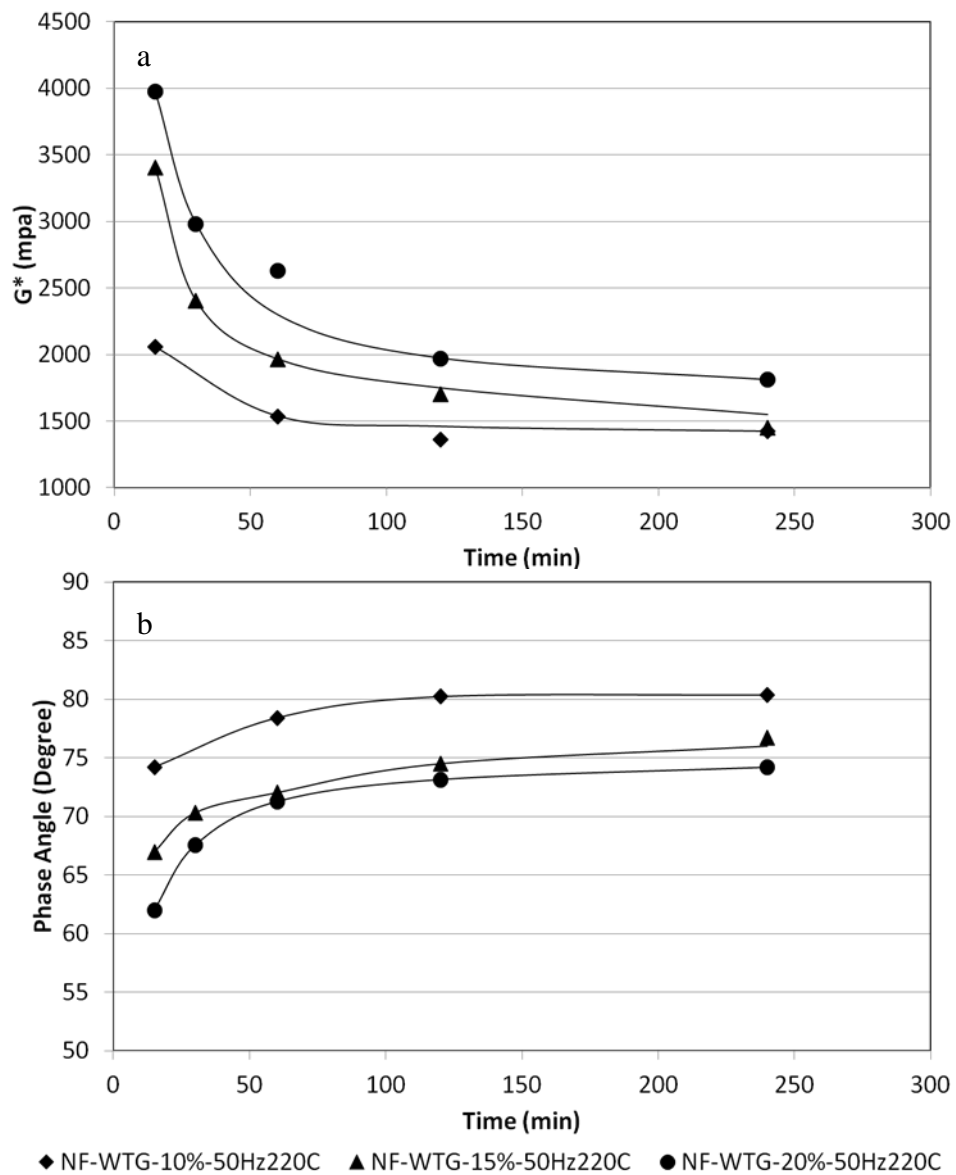 a
G* (mpa)
4500
4000
3500
3000
2500
2000
1500
1000
0 50 100 150 200 250 300
Time (min)
b
Phase Angle (Degree)
90
85
80
75
70
65
60
55
50
0 50 100 150 200 250 300
Time (min)
NF-WTG-10%-50Hz220C NF-WTG-15%-50Hz220C NF-WTG-20%-50Hz220C